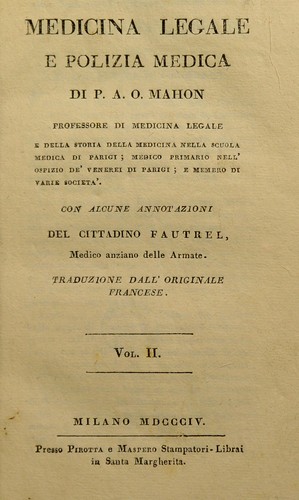 MEDICINA LEGALE
E POLIZIA MEDICA
DI P. A. O. MAHON
PROFESSORE DI MEDICINA LEGALE
E DELLA STORIA DELLA MEDICINA NELLA SCUOLA
MEDICA DI PARIGI; MEDICO PRIMARIO NELL'
OSPIZIO DE' VENEREI DI PARIGI; E MEMBRO DI
VARIE SOCIETA'.
CON ALCUNE ANNOTAZIONI
DEL CITTADINO FAUTREL,
Medico anziano delle Armate.
TRADUZIONE DALL' ORIGINALE
FRANCESE.
VOL. II.
MILANO MDCCCIV.
Presso PIROTTA e MASPERO Stampatori-Librai
in Santa Margherita.